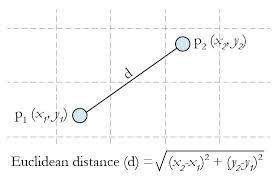 p₂ (x₂, y₂)
d
p₁ (x₁, y₁)
Euclidean distance (d) = √(x₂-x₁)² + (y₂-y₁)²